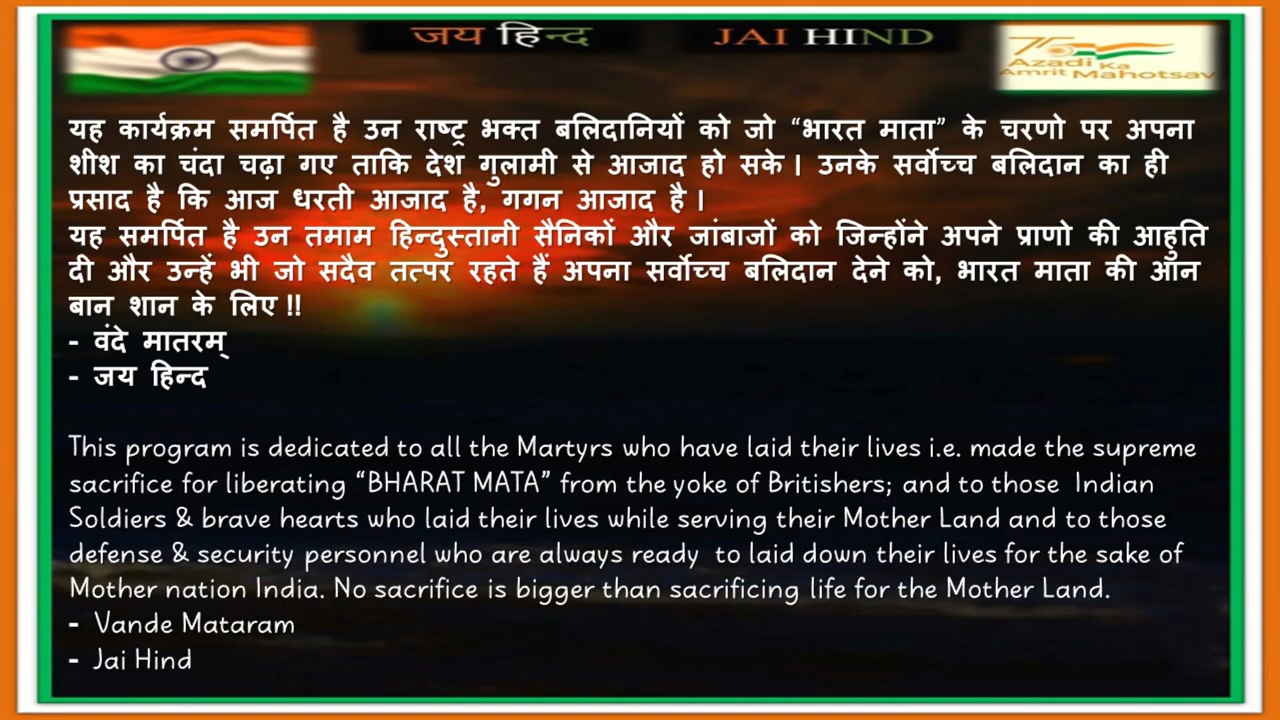 जय हिन्द JAI HIND
75
Azadi Ka
Amrit Mahotsav
यह कार्यक्रम समर्पित है उन राष्ट्र भक्त बलिदानियों को जो “भारत माता” के चरणो पर अपना
शीश का चंदा चढ़ा गए ताकि देश गुलामी से आजाद हो सके। उनके सर्वोच्च बलिदान का ही
प्रसाद है कि आज धरती आजाद है, गगन आजाद है।
यह समर्पित है उन तमाम हिन्दुस्तानी सैनिकों और जांबाजों को जिन्होंने अपने प्राणो की आहुति
दी और उन्हें भी जो सदैव तत्पर रहते हैं अपना सर्वोच्च बलिदान देने को, भारत माता की ऑन
बान शान के लिए !!
- वंदे मातरम्
- जय हिन्द
This program is dedicated to all the Martyrs who have laid their lives i.e. made the supreme
sacrifice for liberating “BHARAT MATA” from the yoke of Britishers; and to those Indian
Soldiers & brave hearts who laid their lives while serving their Mother Land and to those
defense & security personnel who are always ready to laid down their lives for the sake of
Mother nation India. No sacrifice is bigger than sacrificing life for the Mother Land.
- Vande Mataram
- Jai Hind